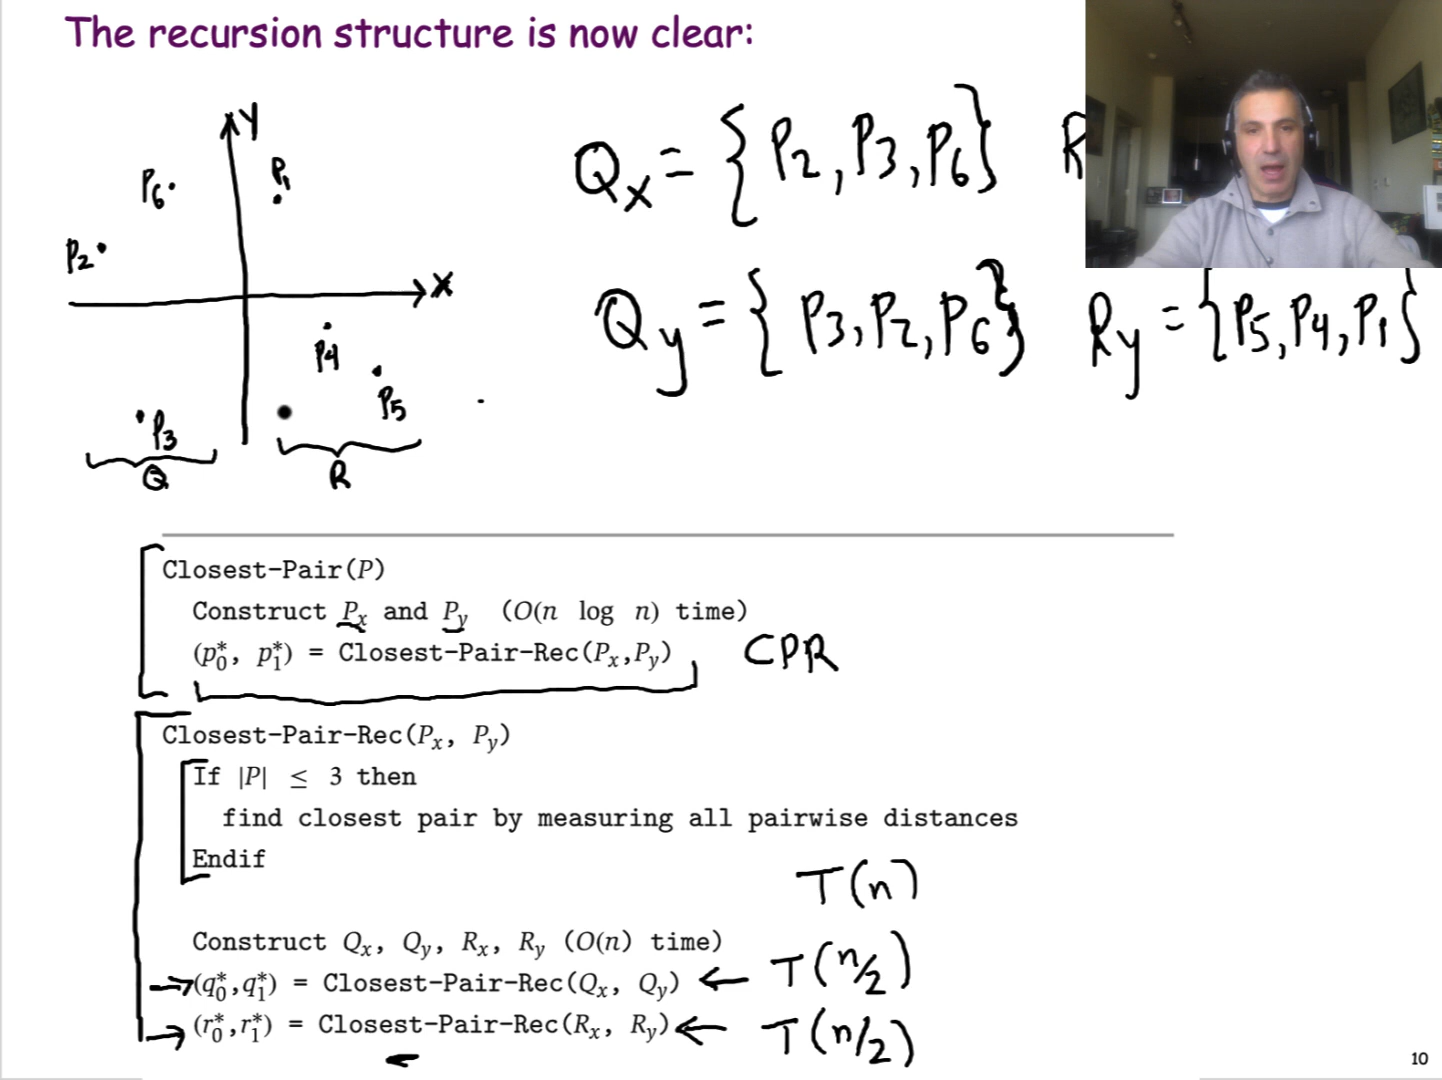 The recursion structure is now clear:
Y
P6
P1
P2
X
P4
P5
P3
Q
R
Qx = { P2, P3, P6 } R
Qy = { P3, P2, P6 } Ry = { P5, P4, P1 }
Closest-Pair(P)
Construct Px and Py (O(n log n) time)
(p0*, p1*) = Closest-Pair-Rec(Px,Py) CPR
Closest-Pair-Rec(Px, Py)
If |P| ≤ 3 then
find closest pair by measuring all pairwise distances
Endif
T(n)
Construct Qx, Qy, Rx, Ry (O(n) time)
(q0*,q1*) = Closest-Pair-Rec(Qx, Qy) ← T(n/2)
(r0*,r1*) = Closest-Pair-Rec(Rx, Ry) ← T(n/2)
10